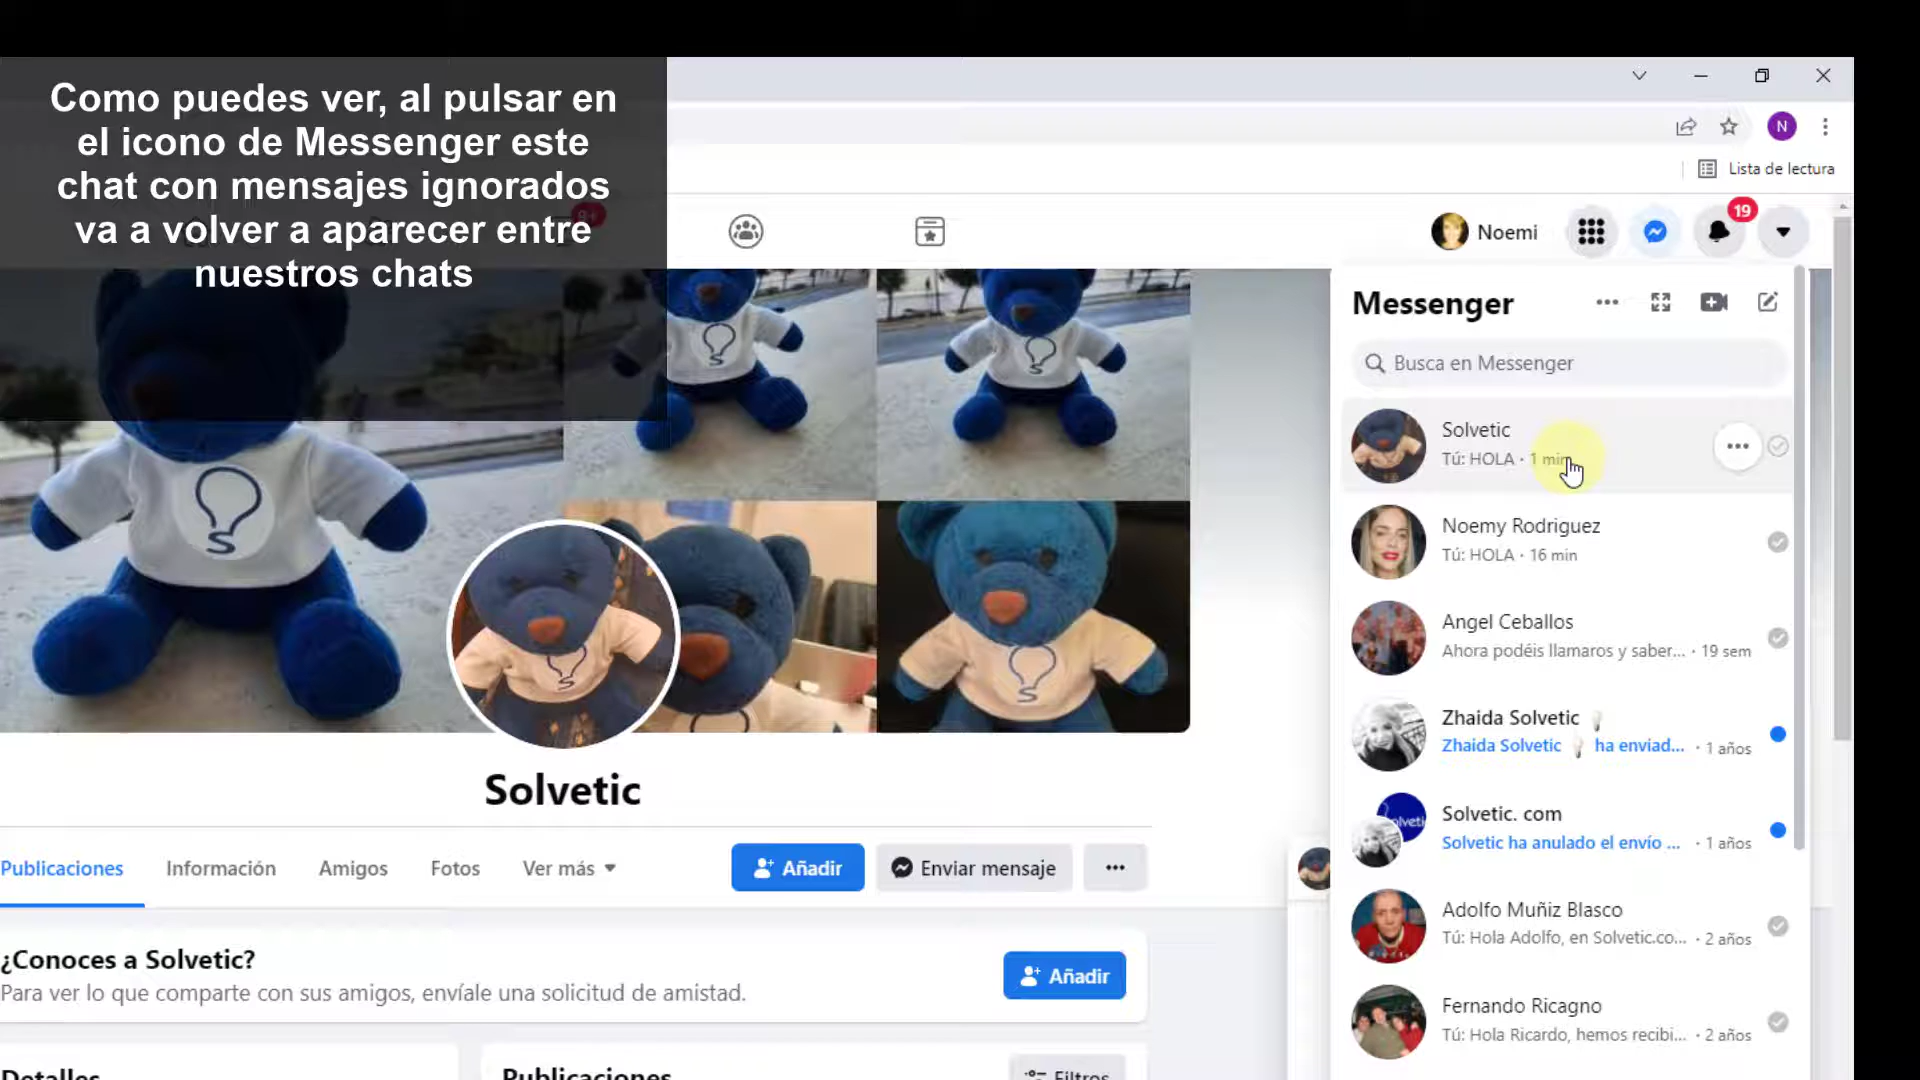 Como puedes ver, al pulsar en
el icono de Messenger este
chat con mensajes ignorados
va a volver a aparecer entre
nuestros chats
N
Lista de lectura
Noemi
19
Messenger
Busca en Messenger
Solvetic
Tú: HOLA · 1 min
Noemy Rodriguez
Tú: HOLA · 16 min
Angel Ceballos
Ahora podéis llamaros y saber... · 19 sem
Zhaida Solvetic
Zhaida Solvetic ha enviad... · 1 años
Solvetic. com
Solvetic ha anulado el envío ... · 1 años
Adolfo Muñiz Blasco
Tú: Hola Adolfo, en Solvetic.co... · 2 años
Fernando Ricagno
Tú: Hola Ricardo, hemos recibi... · 2 años
Solvetic
Publicaciones
Información
Amigos
Fotos
Ver más
Añadir
Enviar mensaje
¿Conoces a Solvetic?
Para ver lo que comparte con sus amigos, envíale una solicitud de amistad.
Añadir
Detalles
Publicaciones
Filtros